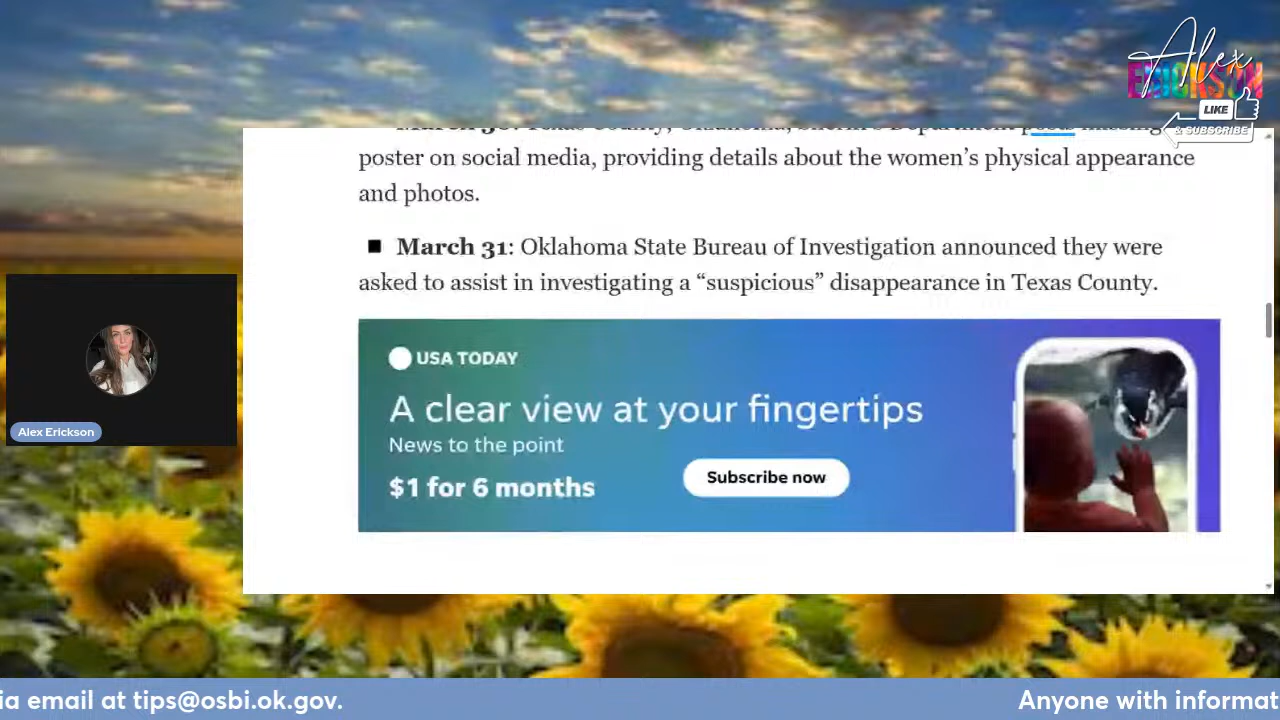 Alex
ERICKSON
LIKE
& SUBSCRIBE
poster on social media, providing details about the women’s physical appearance
and photos.
■ March 31: Oklahoma State Bureau of Investigation announced they were
asked to assist in investigating a “suspicious” disappearance in Texas County.
USA TODAY
A clear view at your fingertips
News to the point
$1 for 6 months
Subscribe now
Alex Erickson
ia email at tips@osbi.ok.gov.
Anyone with informat